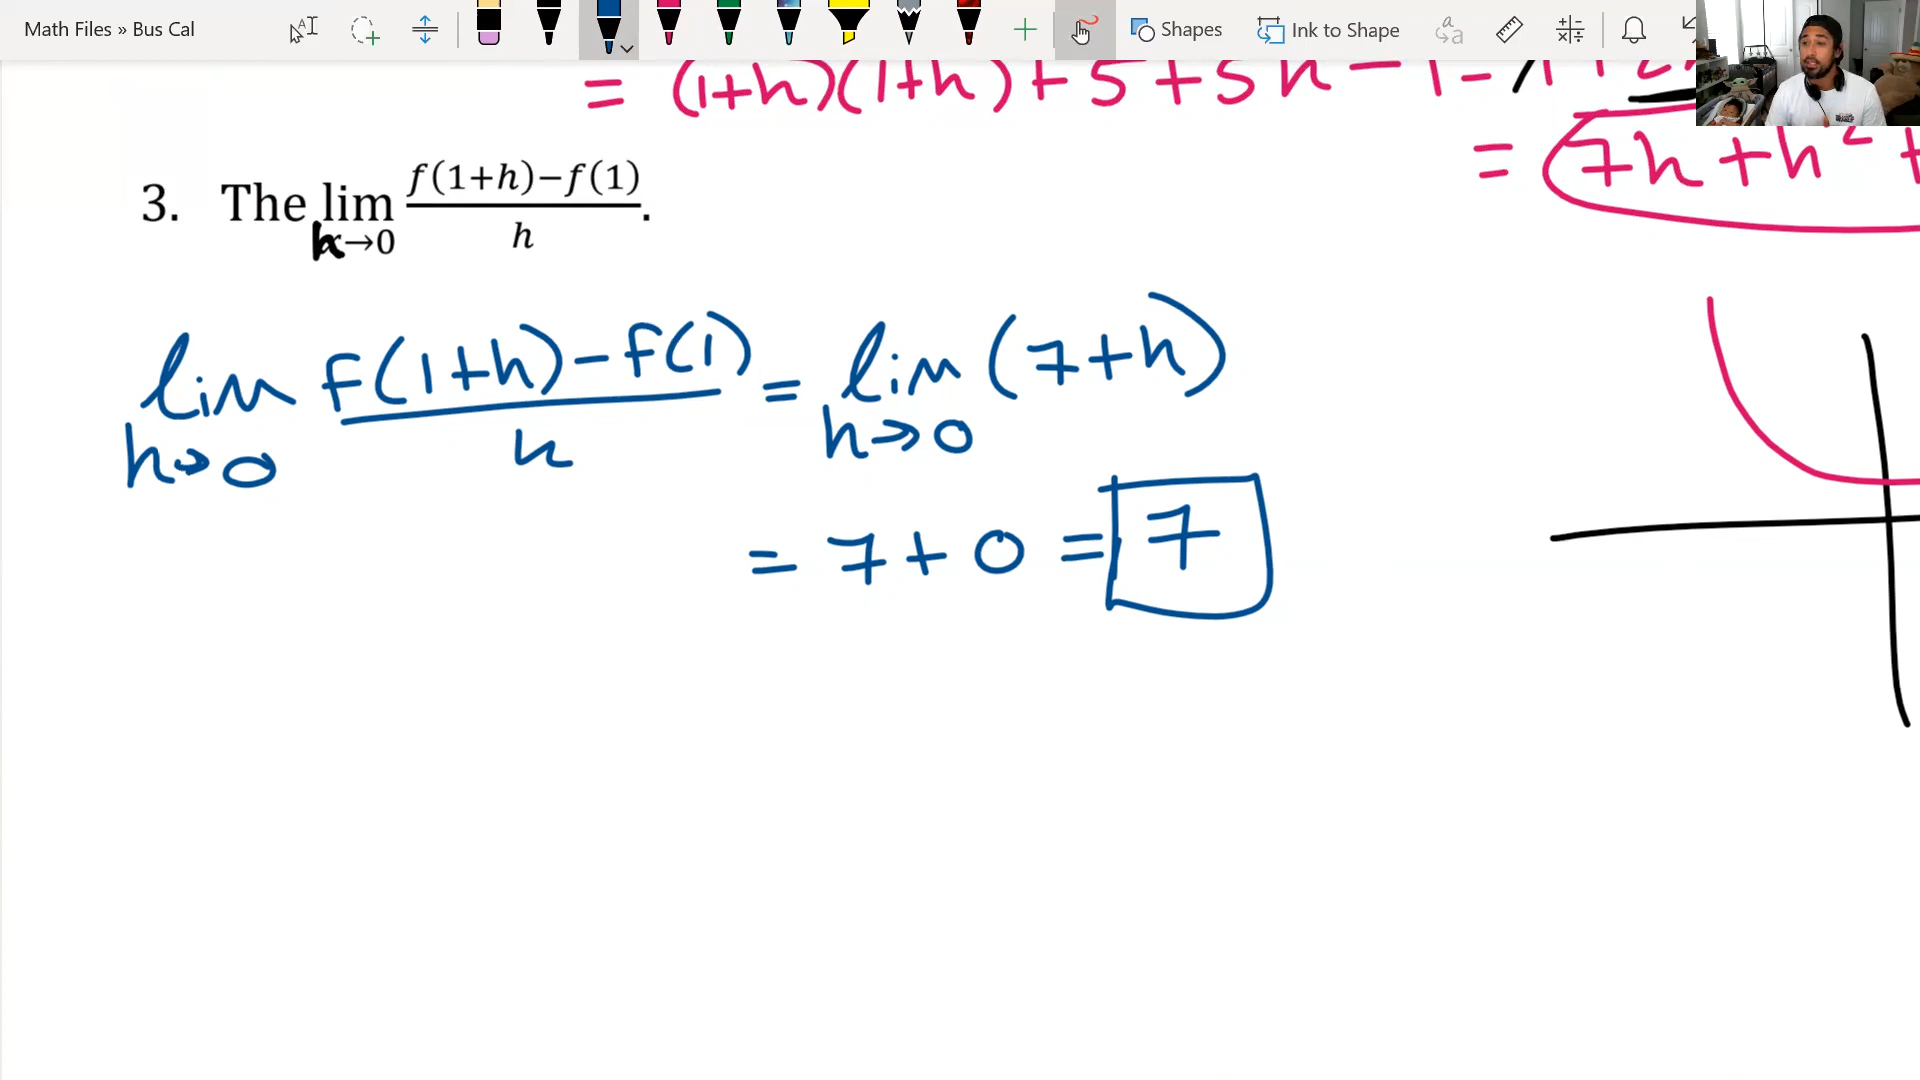 Math Files » Bus Cal
Shapes
Ink to Shape
= (1+h)(1+h)+5+5h-1-
= 7h+h²+
3. The lim h→0 f(1+h)−f(1)/h.
lim h→0 f(1+h)-f(1)/h = lim h→0 (7+h)
= 7+0 = 7